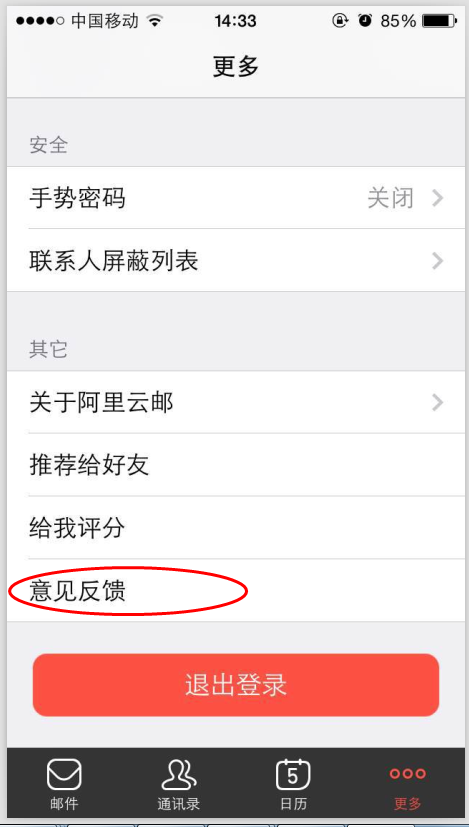 中国移动 14:33 85%
更多
安全
手势密码 关闭
联系人屏蔽列表
其它
关于阿里云邮
推荐给好友
给我评分
意见反馈
退出登录
5
邮件 通讯录 日历 更多